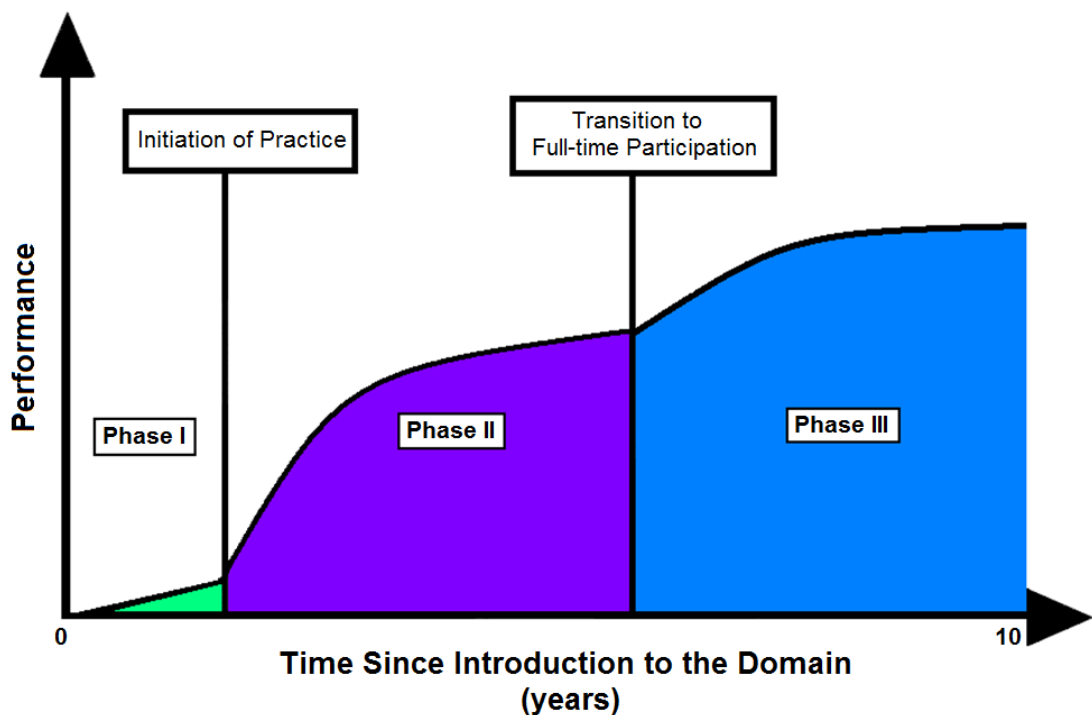 Initiation of Practice
Transition to
Full-time Participation
Performance
Phase I
Phase II
Phase III
0
10
Time Since Introduction to the Domain
(years)